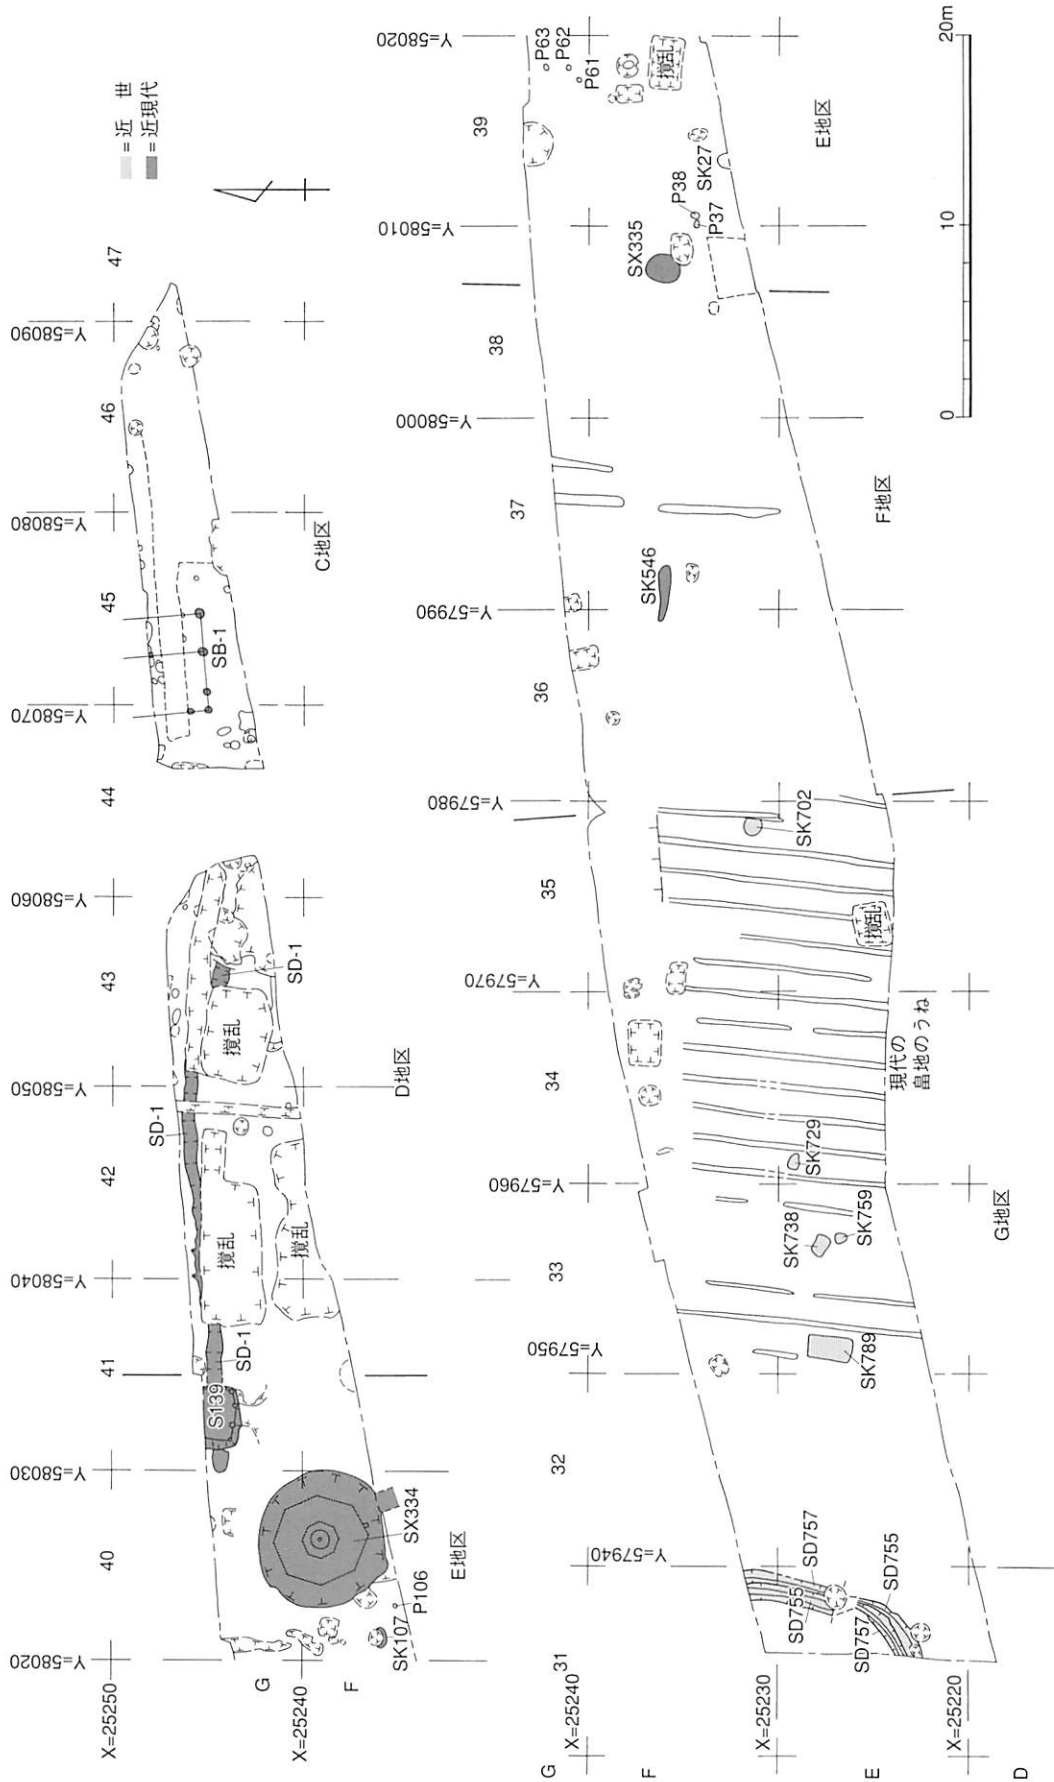 =近　世
=近現代
Y=58090
Y=58080
Y=58070
Y=58060
Y=58050
Y=58040
Y=58030
Y=58020
47
46
45
44
43
42
41
40
X=25250
X=25240
G
F
C地区
SB-1
D地区
SD-1
SD-1
SD-1
攪乱
攪乱
攪乱
S139
SX334
E地区
P106
SK107
Y=58020
Y=58010
Y=58000
Y=57990
Y=57980
Y=57970
Y=57960
Y=57950
Y=57940
39
38
37
36
35
34
33
32
31
P63
P62
P61
攪乱
SK27
P38
P37
SX335
E地区
SK546
F地区
SK702
攪乱
現代の
畠地のうね
SK729
SK738
SK759
SK789
G地区
SD757
SD755
SD755
SD757
X=25240
X=25230
X=25220
G
F
E
D
0
10
20m